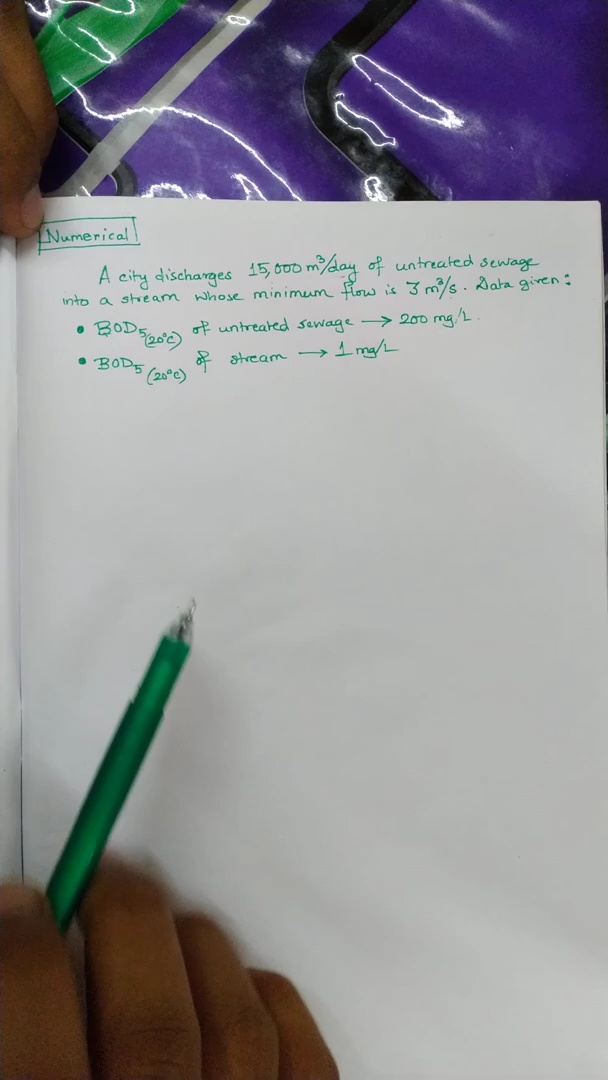 Numerical
A city discharges 15,000 m³/day of untreated sewage
into a stream whose minimum flow is 3 m³/s. Data given :
• BOD₅(20°C) of untreated sewage → 200 mg/L.
• BOD₅(20°C) of stream → 1 mg/L